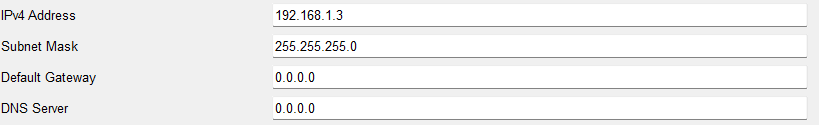 IPv4 Address 192.168.1.3
Subnet Mask 255.255.255.0
Default Gateway 0.0.0.0
DNS Server 0.0.0.0